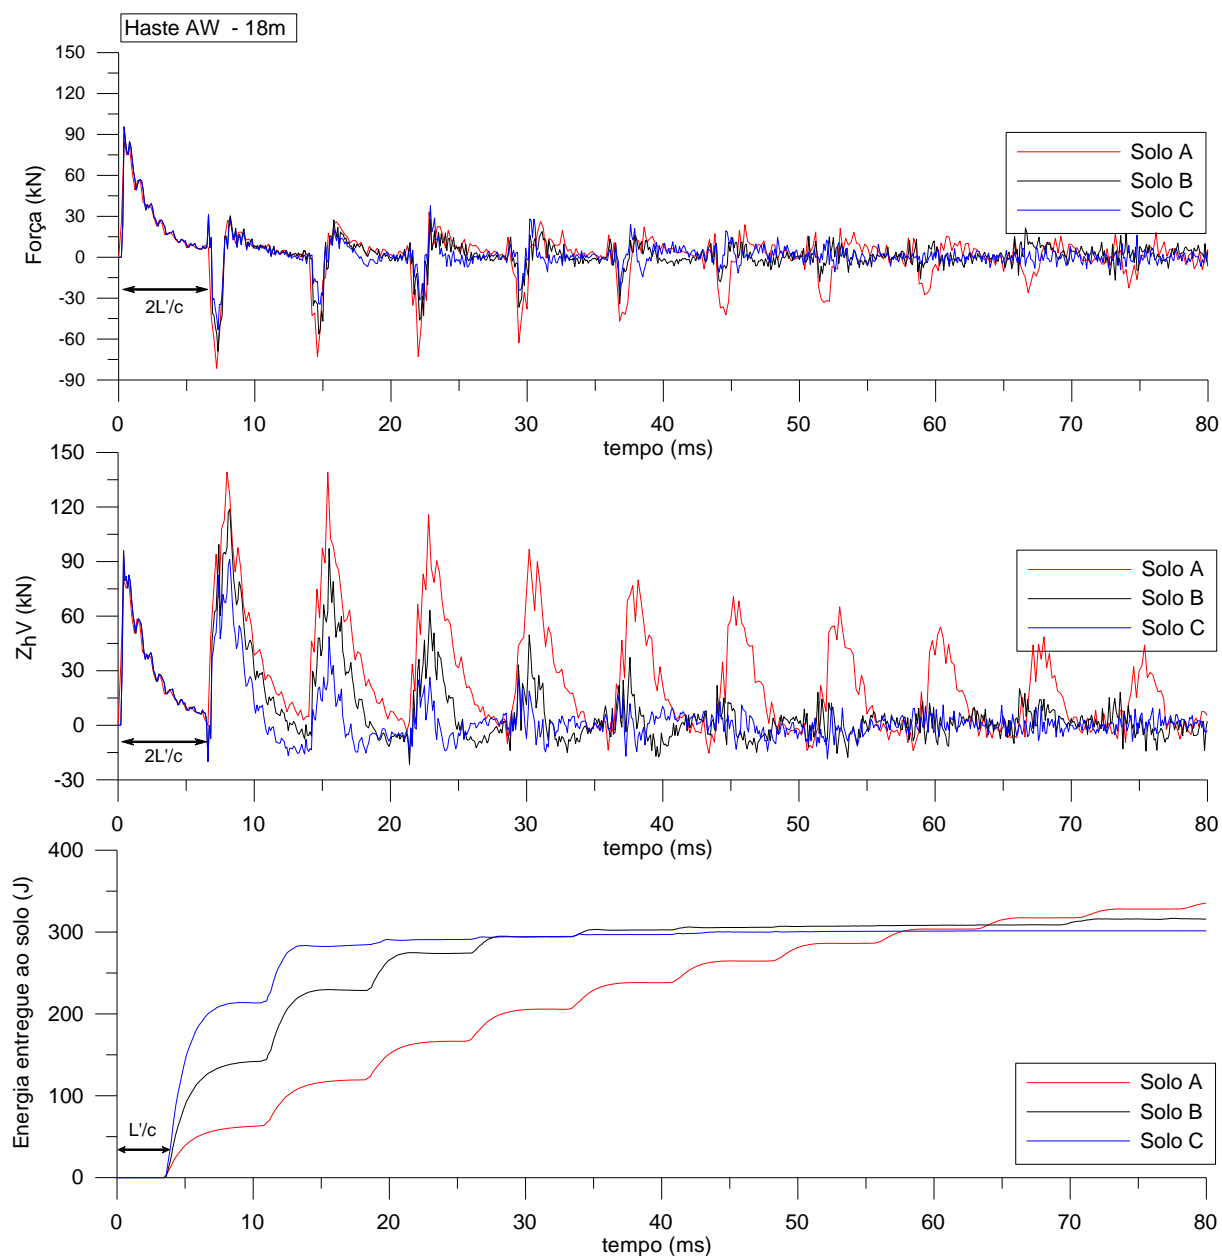 Haste AW - 18m
150
120
90
60
30
0
-30
-60
-90
Força (kN)
Solo A
Solo B
Solo C
2L'/c
0 10 20 30 40 50 60 70 80
tempo (ms)
150
120
90
60
30
0
-30
ZhV (kN)
Solo A
Solo B
Solo C
2L'/c
0 10 20 30 40 50 60 70 80
tempo (ms)
400
300
200
100
0
Energia entregue ao solo (J)
L'/c
Solo A
Solo B
Solo C
0 10 20 30 40 50 60 70 80
tempo (ms)